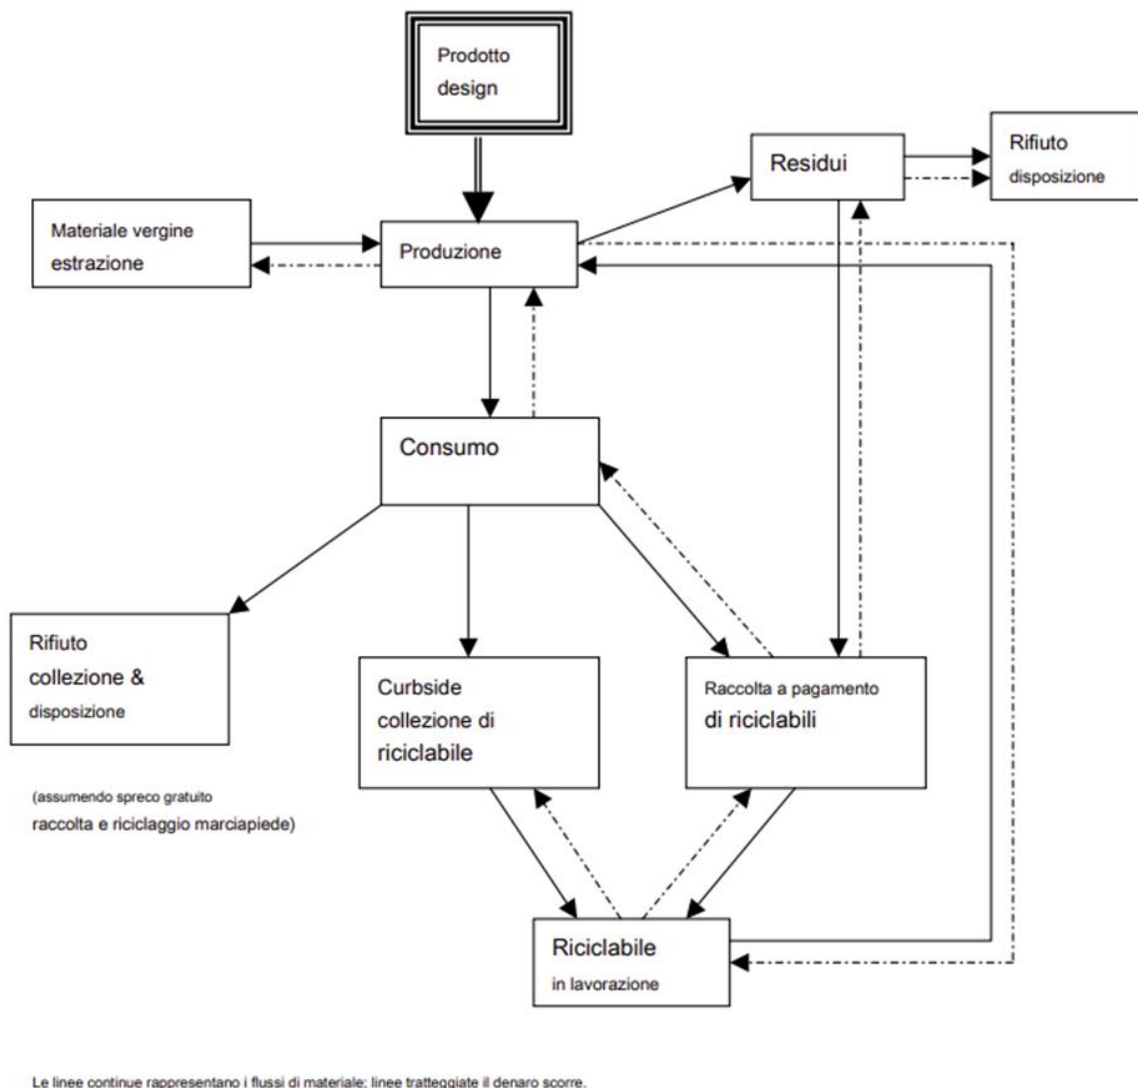 Prodotto
design
Residui
Rifiuto
disposizione
Materiale vergine
estrazione
Produzione
Consumo
Rifiuto
collezione &
disposizione
Curbside
collezione di
riciclabile
Raccolta a pagamento
di riciclabili
(assumendo spreco gratuito
raccolta e riciclaggio marciapiede)
Riciclabile
in lavorazione
Le linee continue rappresentano i flussi di materiale; linee tratteggiate il denaro scorre.